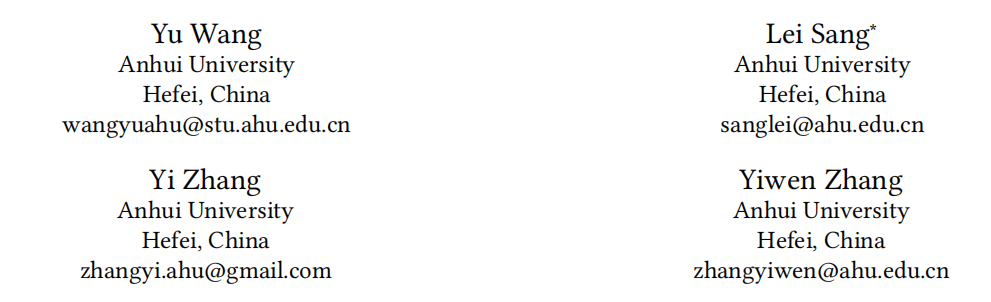 Yu Wang
Anhui University
Hefei, China
wangyuahu@stu.ahu.edu.cn
Lei Sang*
Anhui University
Hefei, China
sanglei@ahu.edu.cn
Yi Zhang
Anhui University
Hefei, China
zhangyi.ahu@gmail.com
Yiwen Zhang
Anhui University
Hefei, China
zhangyiwen@ahu.edu.cn